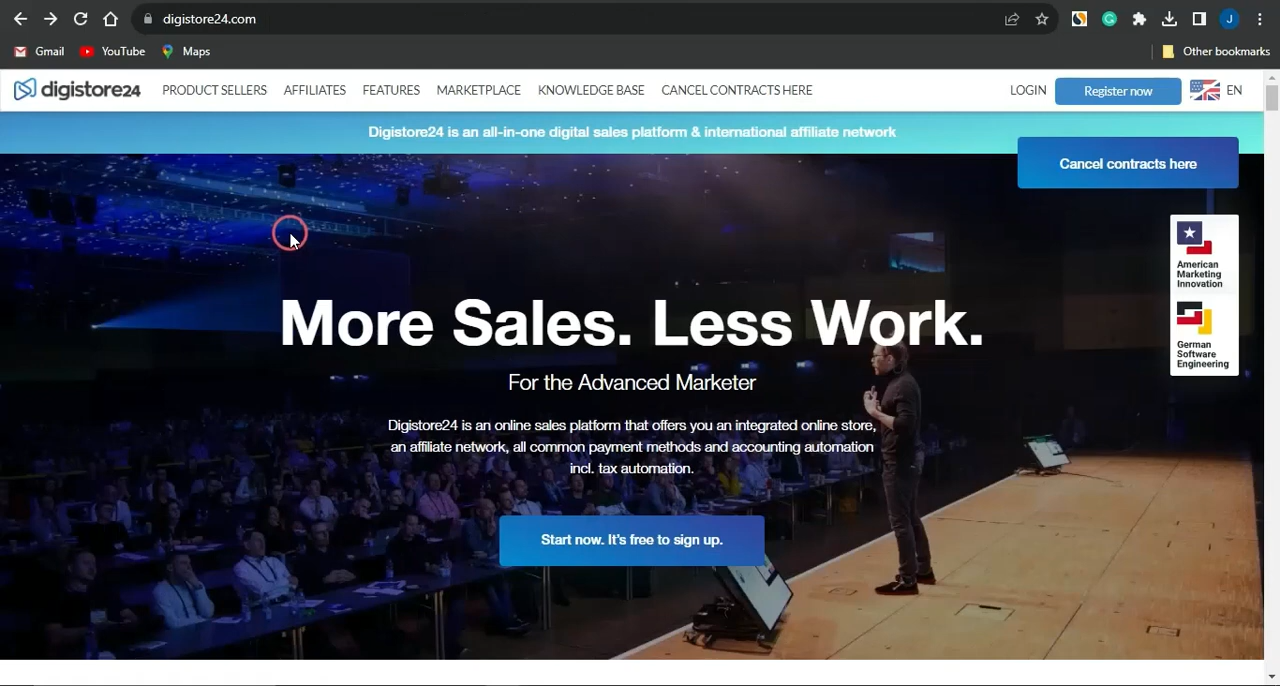 digistore24.com
Gmail
YouTube
Maps
Other bookmarks
J
digistore24
PRODUCT SELLERS
AFFILIATES
FEATURES
MARKETPLACE
KNOWLEDGE BASE
CANCEL CONTRACTS HERE
LOGIN
Register now
EN
Digistore24 is an all-in-one digital sales platform & international affiliate network
Cancel contracts here
American
Marketing
Innovation
German
Software
Engineering
More Sales. Less Work.
For the Advanced Marketer
Digistore24 is an online sales platform that offers you an integrated online store,
an affiliate network, all common payment methods and accounting automation
incl. tax automation.
Start now. It's free to sign up.